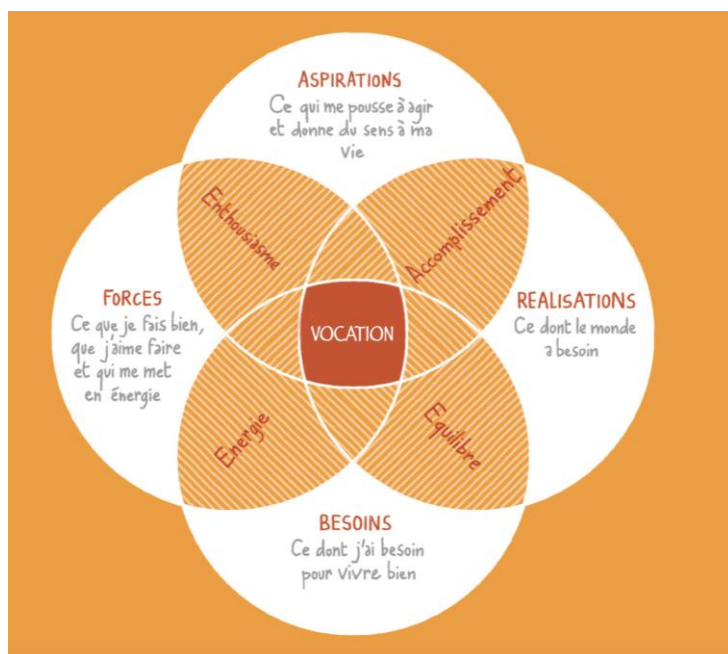 ASPIRATIONS
Ce qui me pousse à agir
et donne du sens à ma
vie
Enthousiasme
Accomplissement
FORCES
Ce que je fais bien,
que j'aime faire
et qui me met
en énergie
VOCATION
REALISATIONS
Ce dont le monde
a besoin
Energie
Equilibre
BESOINS
Ce dont j'ai besoin
pour vivre bien